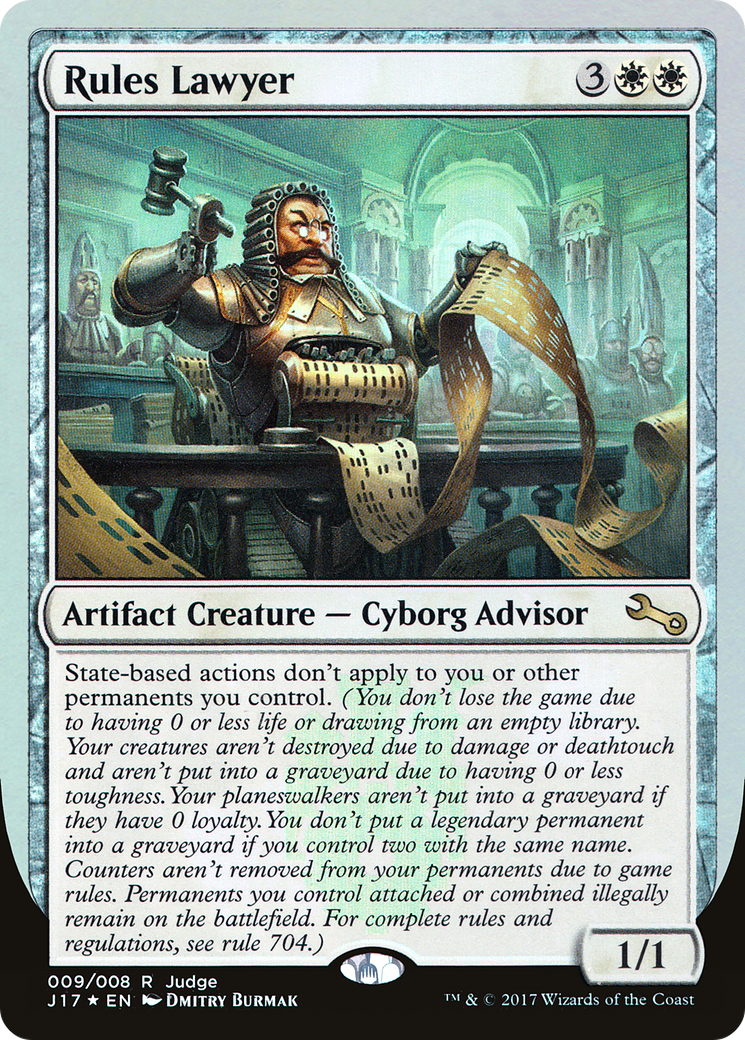 Rules Lawyer 3
Artifact Creature — Cyborg Advisor
State-based actions don't apply to you or other
permanents you control. (You don't lose the game due
to having 0 or less life or drawing from an empty library.
Your creatures aren't destroyed due to damage or deathtouch
and aren't put into a graveyard due to having 0 or less
toughness. Your planeswalkers aren't put into a graveyard if
they have 0 loyalty. You don't put a legendary permanent
into a graveyard if you control two with the same name.
Counters aren't removed from your permanents due to game
rules. Permanents you control attached or combined illegally
remain on the battlefield. For complete rules and
regulations, see rule 704.)
1/1
009/008 R Judge
J17 ★ EN Dmitry Burmak
™ & © 2017 Wizards of the Coast